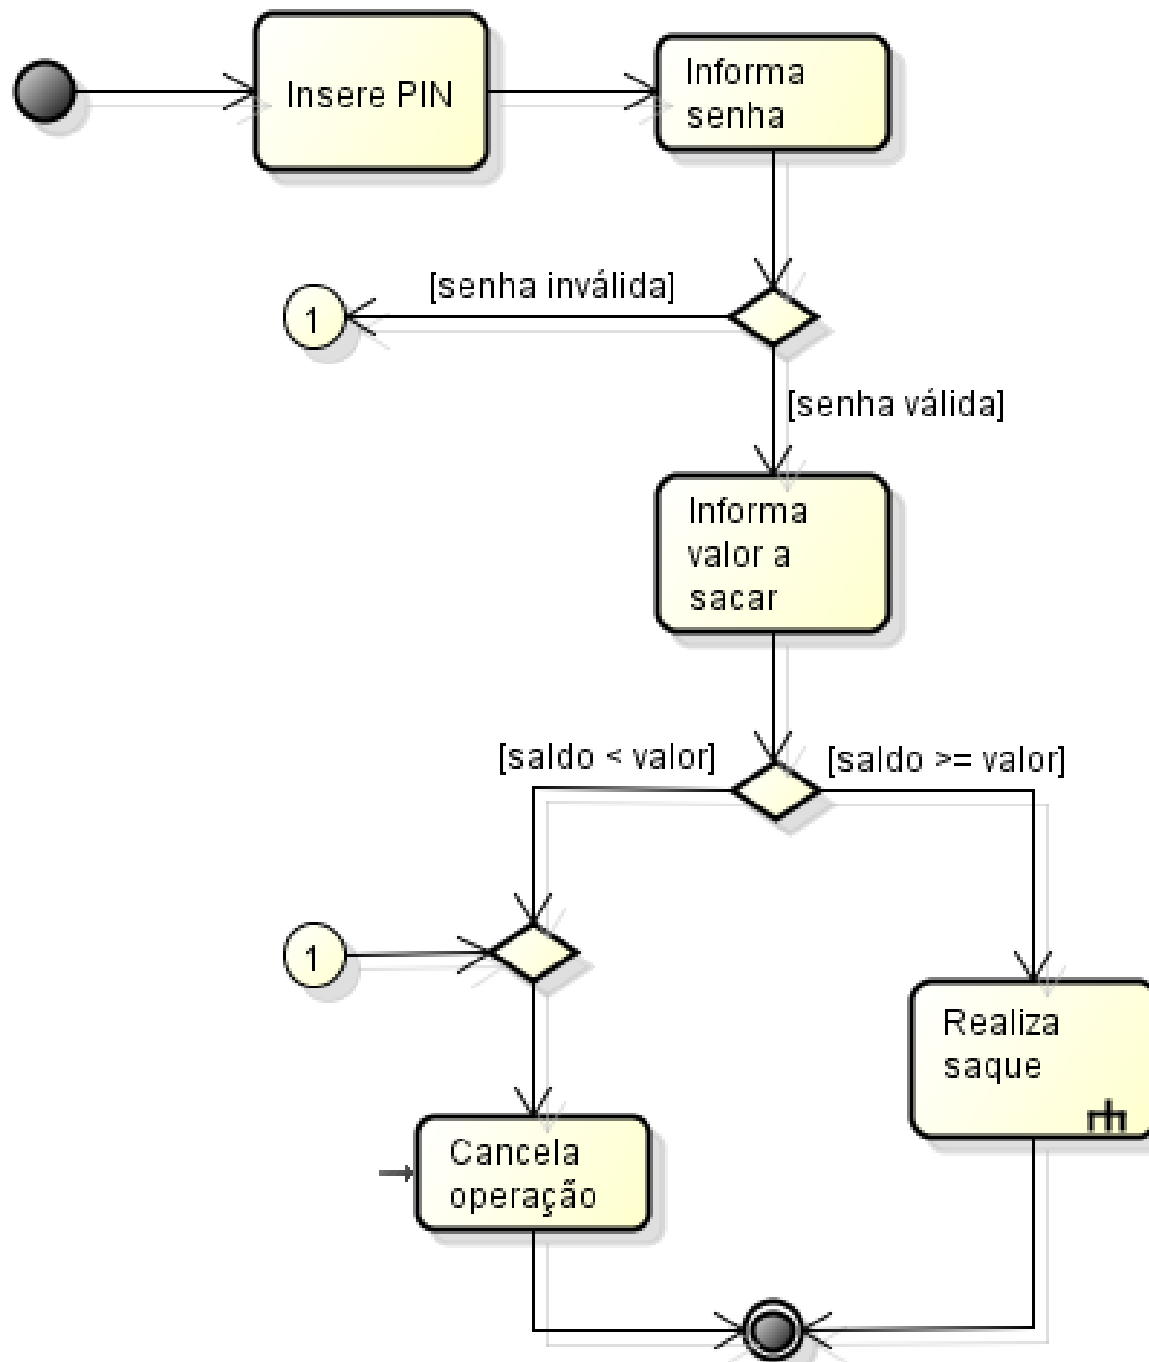 Insere PIN
Informa
senha
[senha inválida]
1
[senha válida]
Informa
valor a
sacar
[saldo < valor]
[saldo >= valor]
1
Realiza
saque
Cancela
operação